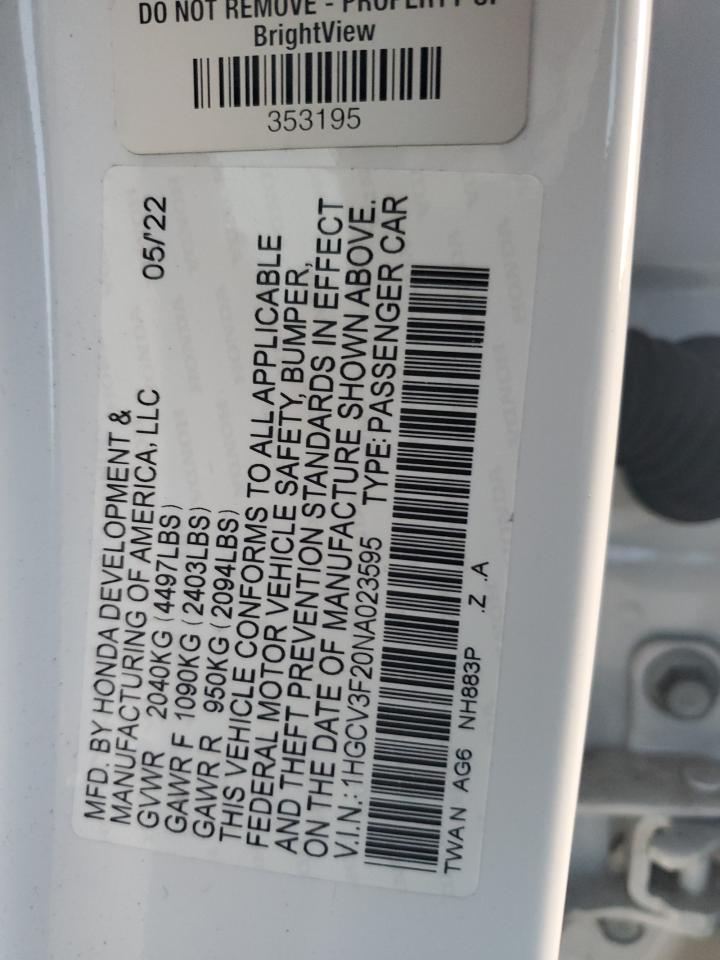 DO NOT REMOVE - PROPERTY OF
BrightView
353195
MFD. BY HONDA DEVELOPMENT &
MANUFACTURING OF AMERICA, LLC 05/'22
GVWR 2040KG (4497LBS)
GAWR F 1090KG (2403LBS)
GAWR R 950KG (2094LBS)
THIS VEHICLE CONFORMS TO ALL APPLICABLE
FEDERAL MOTOR VEHICLE SAFETY, BUMPER,
AND THEFT PREVENTION STANDARDS IN EFFECT
ON THE DATE OF MANUFACTURE SHOWN ABOVE.
V.I.N.: 1HGCV3F20NA023595 TYPE: PASSENGER CAR
TWAN AG6 NH883P .Z .A